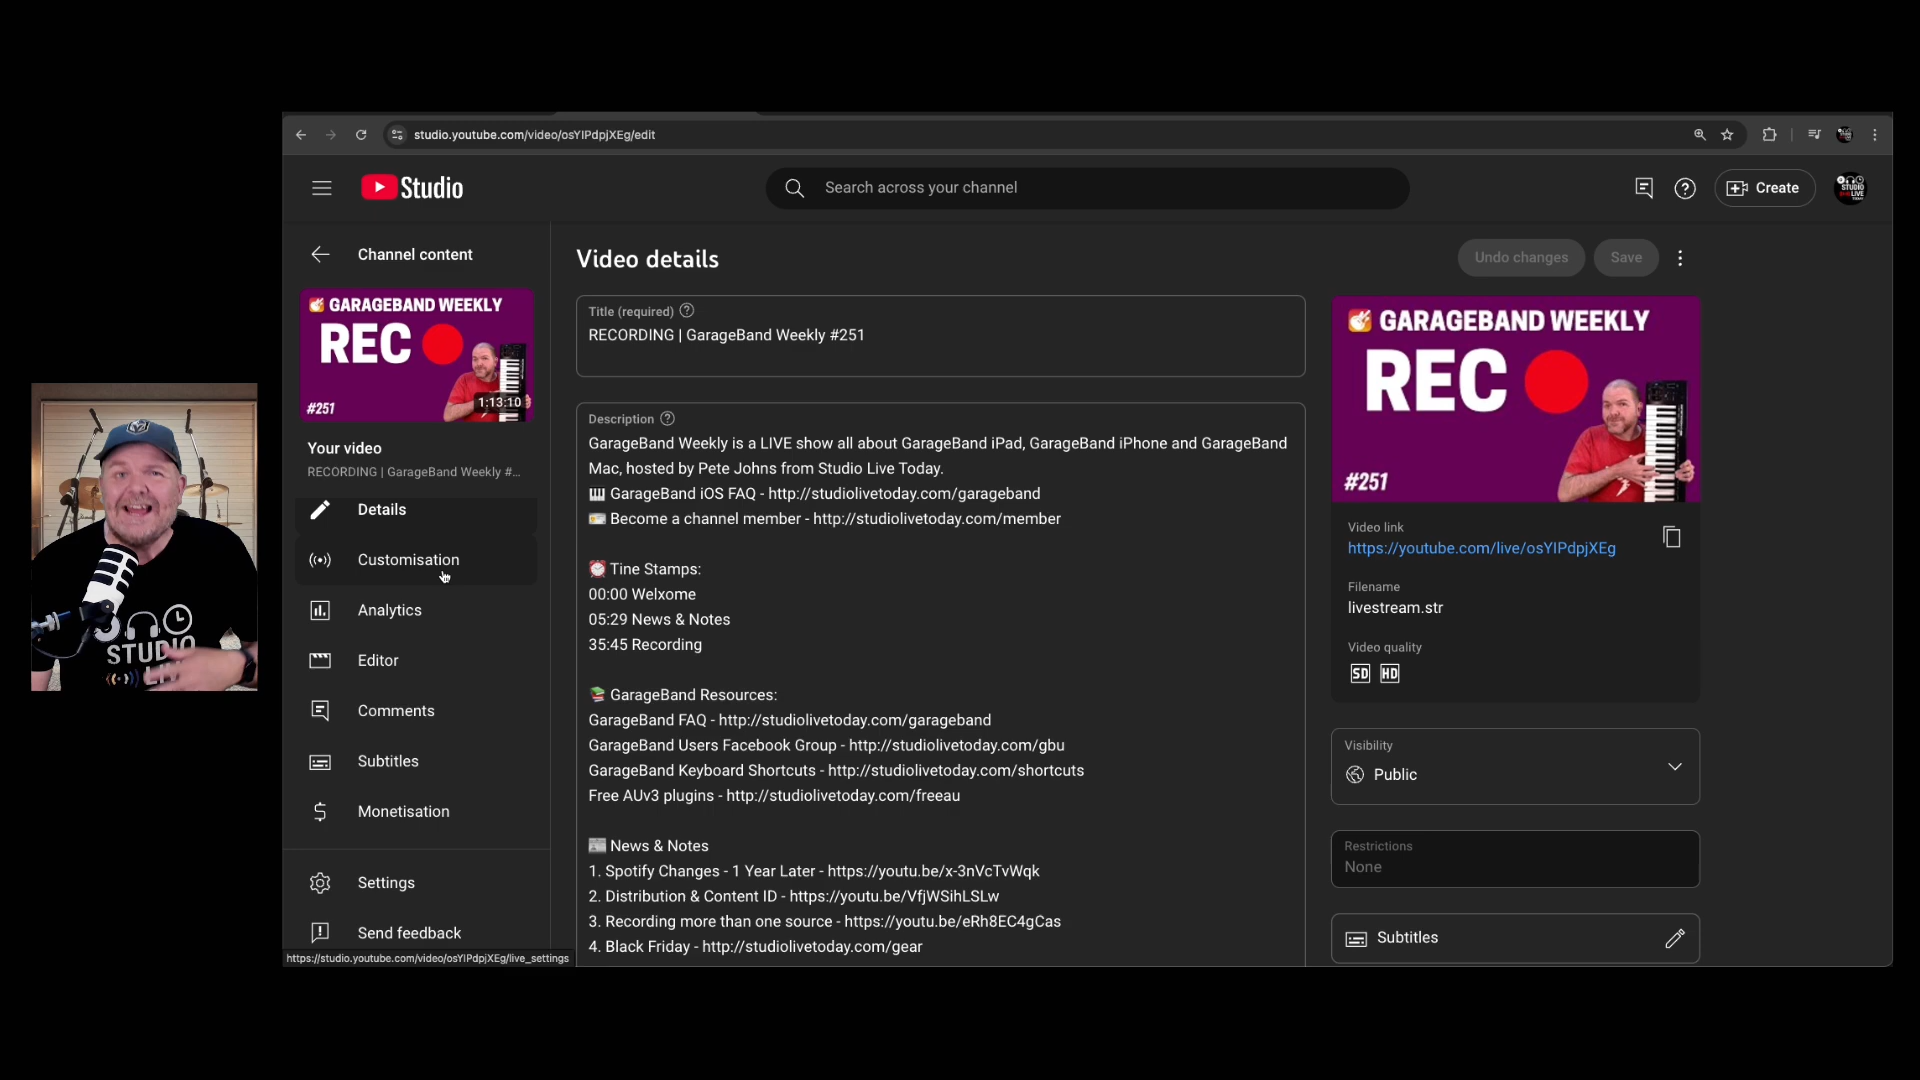 studio.youtube.com/video/osYIPdpjXEg/edit
Studio
Search across your channel
Create
Channel content
GARAGEBAND WEEKLY
REC
#251
1:13:10
Your video
RECORDING | GarageBand Weekly #...
Details
Customisation
Analytics
Editor
Comments
Subtitles
Monetisation
Settings
Send feedback
https://studio.youtube.com/video/osYIPdpjXEg/live_settings
Video details
Undo changes
Save
Title (required)
RECORDING | GarageBand Weekly #251
Description
GarageBand Weekly is a LIVE show all about GarageBand iPad, GarageBand iPhone and GarageBand
Mac, hosted by Pete Johns from Studio Live Today.
GarageBand iOS FAQ - http://studiolivetoday.com/garageband
Become a channel member - http://studiolivetoday.com/member
Tine Stamps:
00:00 Welxome
05:29 News & Notes
35:45 Recording
GarageBand Resources:
GarageBand FAQ - http://studiolivetoday.com/garageband
GarageBand Users Facebook Group - http://studiolivetoday.com/gbu
GarageBand Keyboard Shortcuts - http://studiolivetoday.com/shortcuts
Free AUv3 plugins - http://studiolivetoday.com/freeau
News & Notes
1. Spotify Changes - 1 Year Later - https://youtu.be/x-3nVcTvWqk
2. Distribution & Content ID - https://youtu.be/VfjWSihLSLw
3. Recording more than one source - https://youtu.be/eRh8EC4gCas
4. Black Friday - http://studiolivetoday.com/gear
GARAGEBAND WEEKLY
REC
#251
Video link
https://youtube.com/live/osYIPdpjXEg
Filename
livestream.str
Video quality
SD HD
Visibility
Public
Restrictions
None
Subtitles
STUDIO